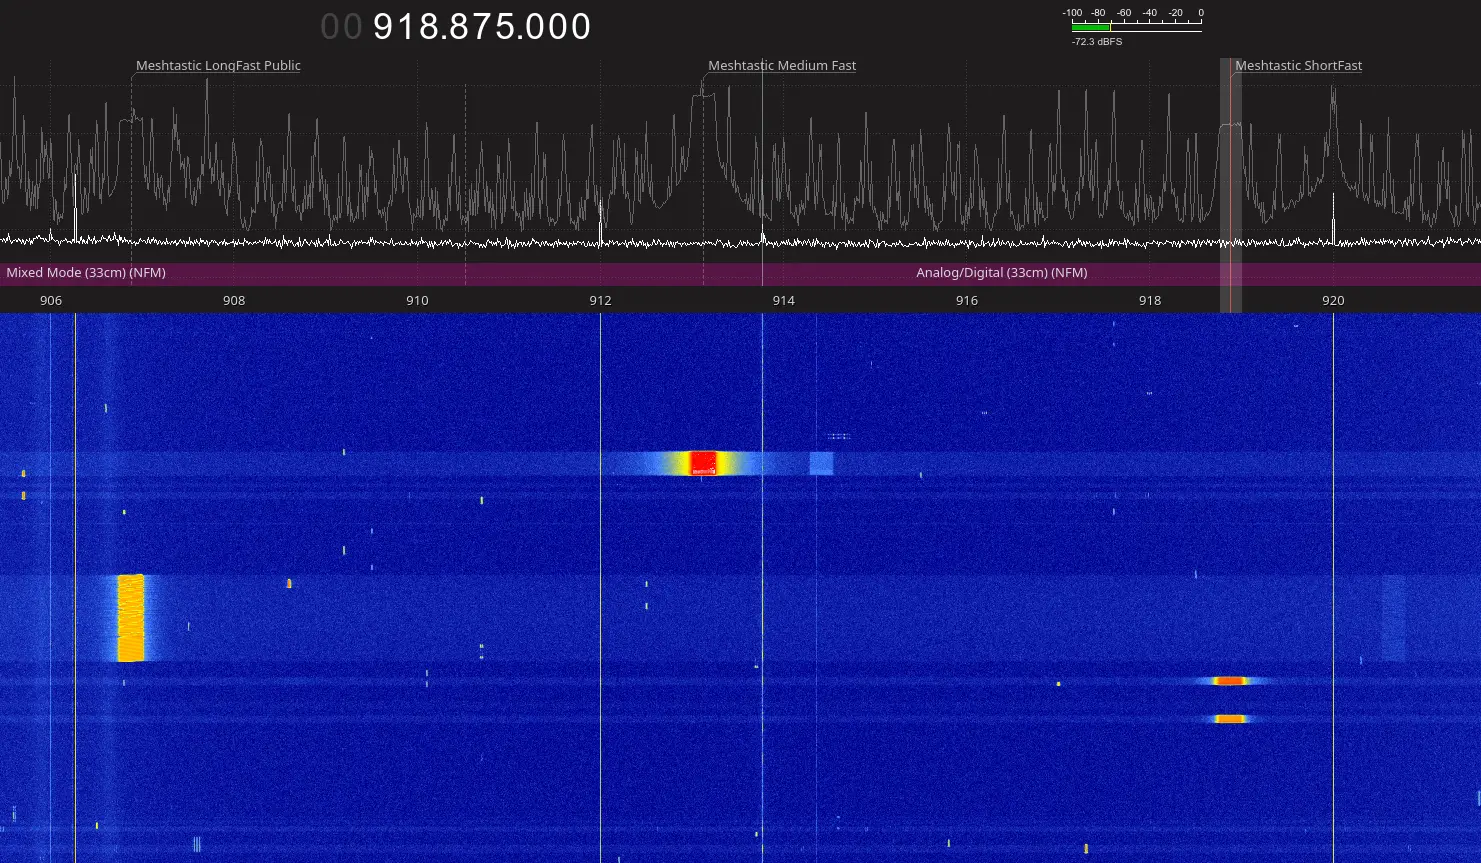 00 918.875.000
-100 -80 -60 -40 -20 0
-72.3 dBFS
Meshtastic LongFast Public
Meshtastic Medium Fast
Meshtastic ShortFast
Mixed Mode (33cm) (NFM)
Analog/Digital (33cm) (NFM)
906 908 910 912 914 916 918 920